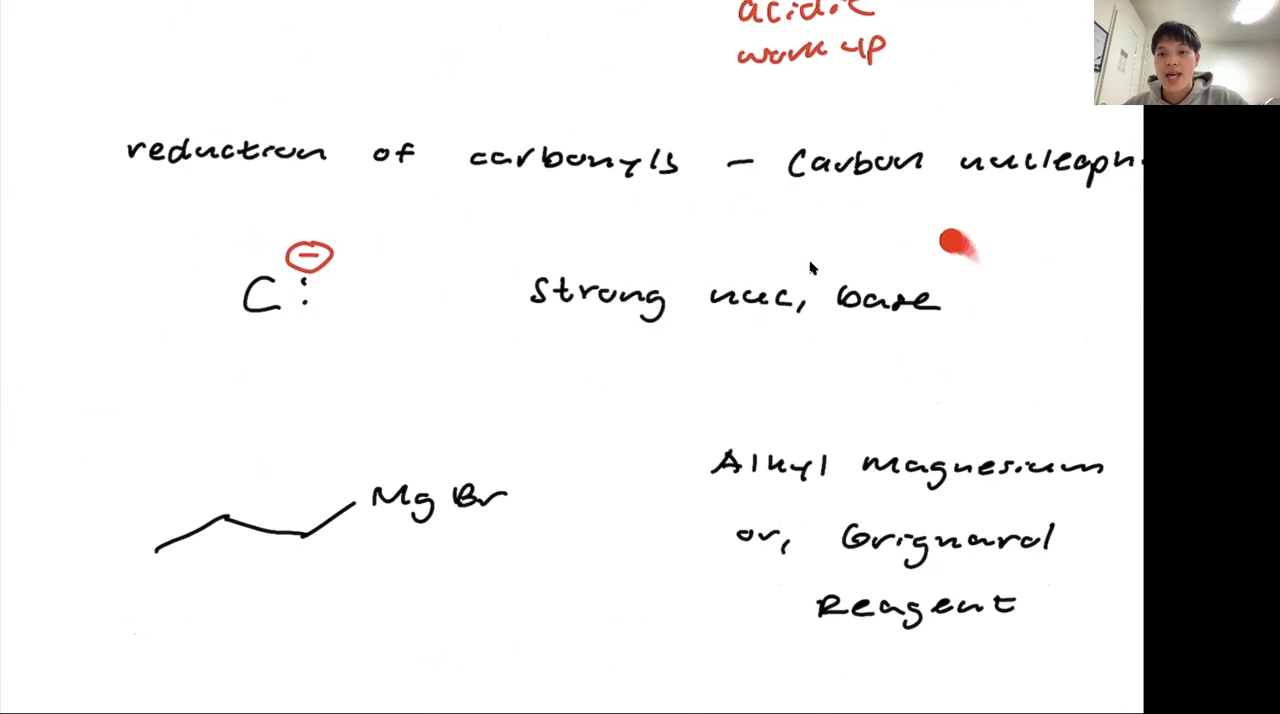 acidic
work up
reduction of carbonyls - Carbon nucleoph
C:⊖
strong nuc, base
MgBr
Alkyl magnesium
or, Grignard
Reagent